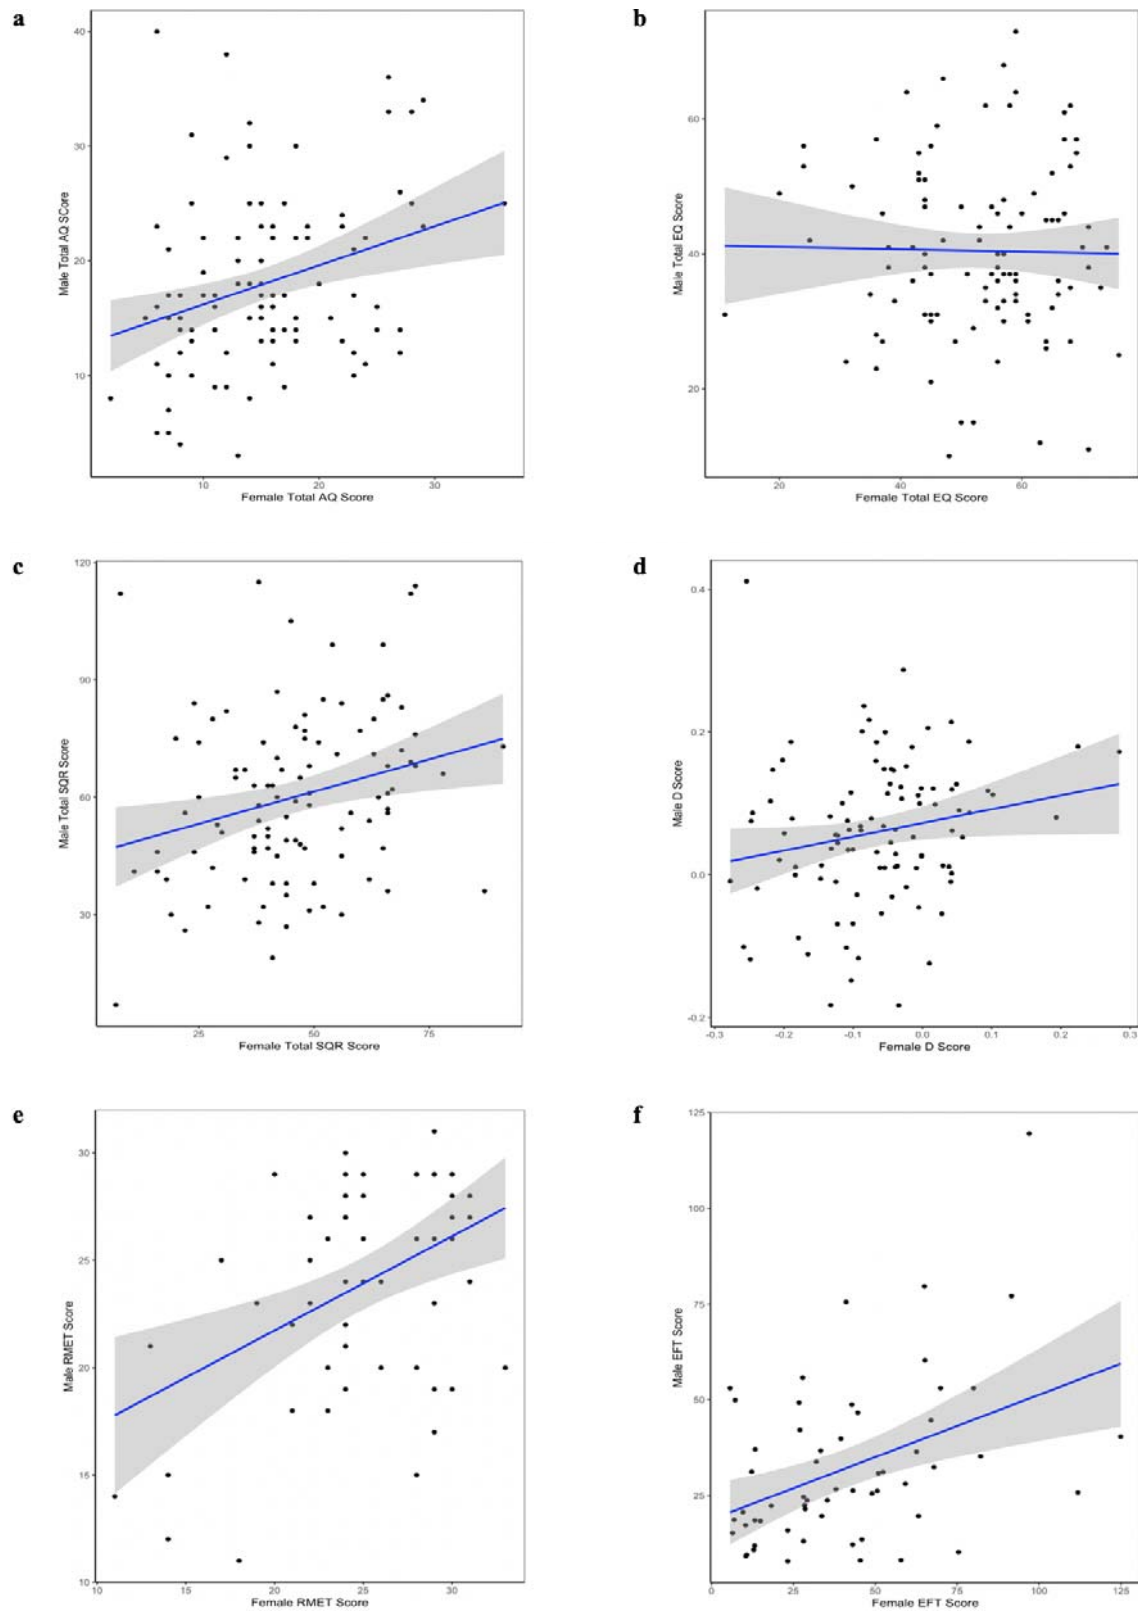 a
40
30
20
10
Male Total AQ SCore
10 20 30
Female Total AQ Score
b
60
40
20
Male Total EQ Score
20 40 60
Female Total EQ Score
c
120
90
60
30
Male Total SQR Score
25 50 75
Female Total SQR Score
d
0.4
0.2
0.0
-0.2
Male D Score
-0.3 -0.2 -0.1 0.0 0.1 0.2 0.3
Female D Score
e
30
25
20
15
10
Male RMET Score
10 15 20 25 30
Female RMET Score
f
125
100
75
50
25
Male EFT Score
0 25 50 75 100 125
Female EFT Score